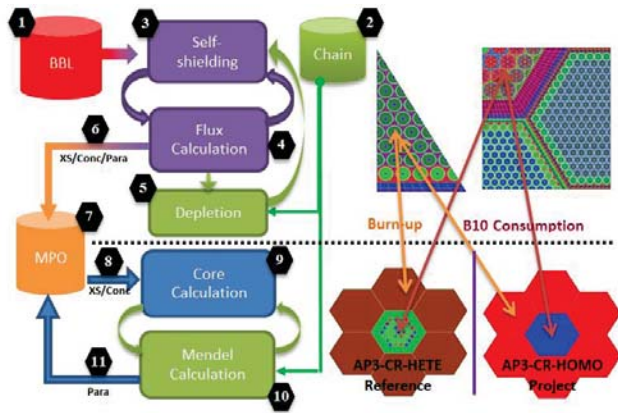 1
BBL
3
Self-
shielding
2
Chain
6
XS/Conc/Para
Flux
Calculation
4
5
Depletion
Burn-up
B10 Consumption
7
MPO
8
XS/Conc
9
Core
Calculation
11
Para
Mendel
Calculation
10
AP3-CR-HETE
Reference
AP3-CR-HOMO
Project